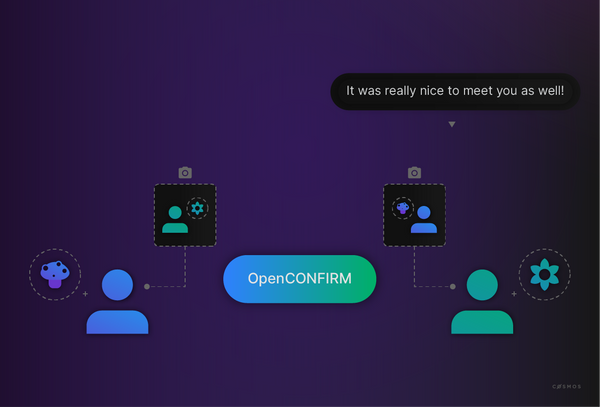 It was really nice to meet you as well!
OpenCONFIRM
COSMOS